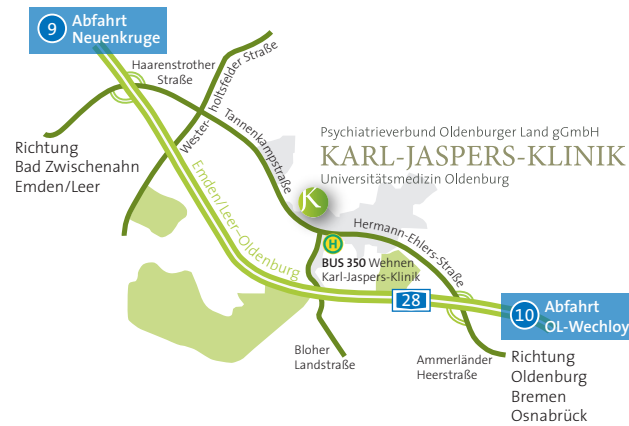 9
Abfahrt
Neuenkruge
Haarenstrother
Straße
Wester-
holtsfelder Straße
Tannenkampstraße
Richtung
Bad Zwischenahn
Emden/Leer
Psychiatrieverbund Oldenburger Land gGmbH
KARL-JASPERS-KLINIK
Universitätsmedizin Oldenburg
K
Emden/Leer–Oldenburg
Hermann-Ehlers-Straße
H
BUS 350 Wehnen
Karl-Jaspers-Klinik
28
10
Abfahrt
OL-Wechloy
Bloher
Landstraße
Ammerländer
Heerstraße
Richtung
Oldenburg
Bremen
Osnabrück